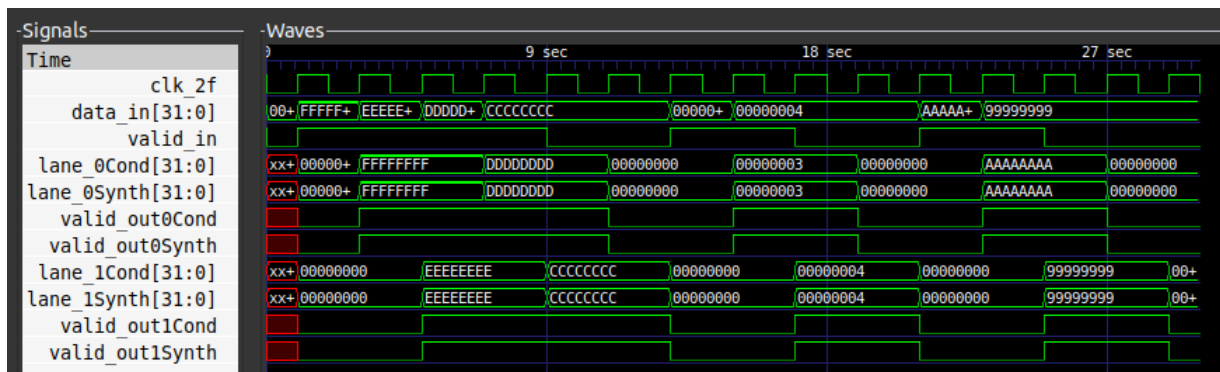 Signals Waves
Time 0 9 sec 18 sec 27 sec
clk_2f
data_in[31:0] 00+ FFFFF+ EEEEE+ DDDDD+ CCCCCCCC 00000+ 00000004 AAAAA+ 99999999
valid_in
lane_0Cond[31:0] xx+ 00000+ FFFFFFFF DDDDDDDD 00000000 00000003 00000000 AAAAAAAA 00000000
lane_0Synth[31:0] xx+ 00000+ FFFFFFFF DDDDDDDD 00000000 00000003 00000000 AAAAAAAA 00000000
valid_out0Cond
valid_out0Synth
lane_1Cond[31:0] xx+ 00000000 EEEEEEEE CCCCCCCC 00000000 00000004 00000000 99999999 00+
lane_1Synth[31:0] xx+ 00000000 EEEEEEEE CCCCCCCC 00000000 00000004 00000000 99999999 00+
valid_out1Cond
valid_out1Synth